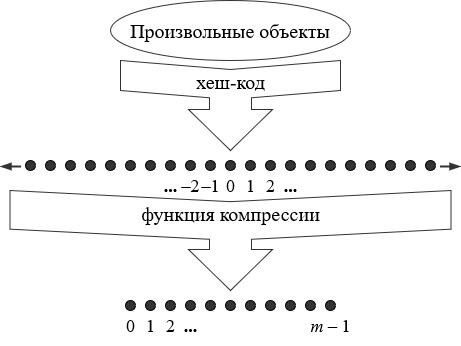 Произвольные объекты
хеш-код
... –2 –1 0 1 2 ...
функция компрессии
0 1 2 ... m – 1